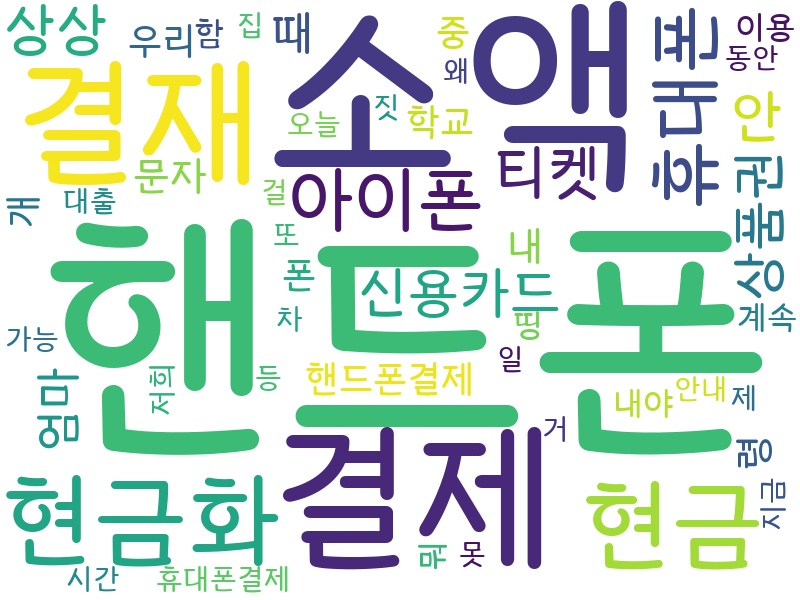 상상
우리
함
집
때
소액
중
왜
휴대폰
이용
동안
결재
오늘
짓
학교
안
문자
대출
걸
아이폰
티켓
상품권
개
핸드폰
또
폰
신용카드
내
띵
계속
차
가능
엄마
저희
등
핸드폰결제
일
내야
안내
제
결제
거
령
현금화
현금
지금
뭐
못
시간
휴대폰결제